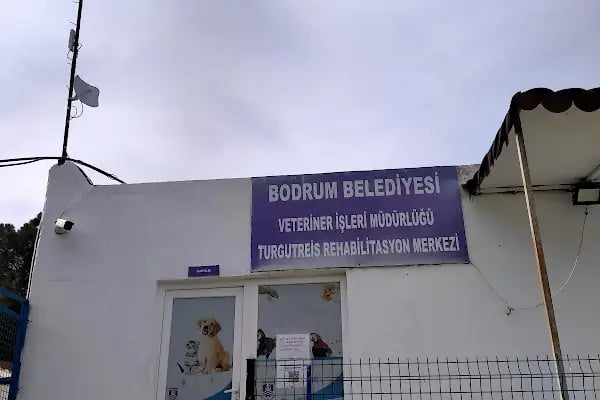 BODRUM BELEDİYESİ
VETERİNER İŞLERİ MÜDÜRLÜĞÜ
TURGUTREİS REHABİLİTASYON MERKEZİ